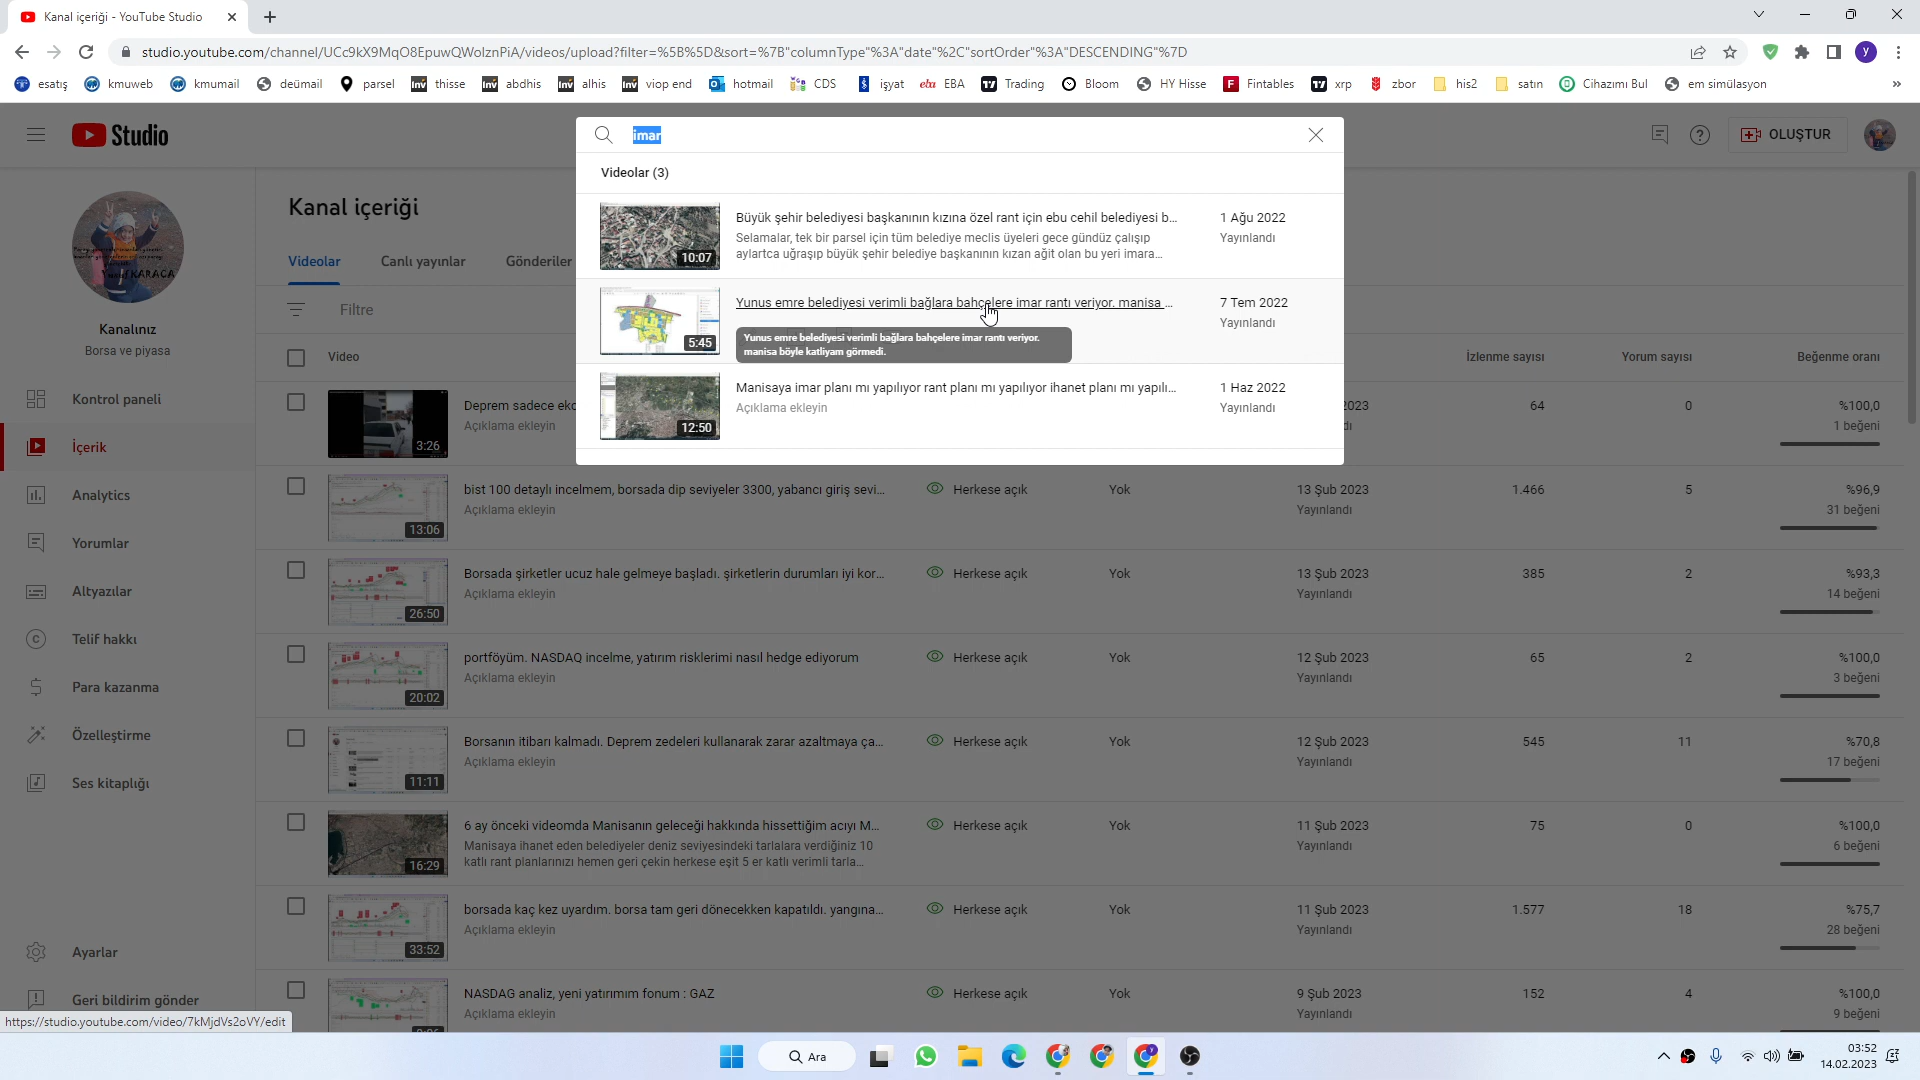 Kanal içeriği - YouTube Studio
studio.youtube.com/channel/UCc9kX9MqO8EpuwQWolznPiA/videos/upload?filter=%5B%5D&sort=%7B"columnType"%3A"date"%2C"sortOrder"%3A"DESCENDING"%7D
y
esatış kmuweb kmumail deümail parsel thisse abdhis alhis viop end hotmail CDS işyat EBA Trading Bloom HY Hisse Fintables xrp zbor his2 satın Cihazımı Bul em simülasyon »
Studio
imar
OLUŞTUR
Videolar (3)
Büyük şehir belediyesi başkanının kızına özel rant için ebu cehil belediyesi b...
1 Ağu 2022
Selamalar, tek bir parsel için tüm belediye meclis üyeleri gece gündüz çalışıp
Yayınlandı
aylartca uğraşıp büyük şehir belediye başkanının kızan ağit olan bu yeri imara...
10:07
Yunus emre belediyesi verimli bağlara bahçelere imar rantı veriyor. manisa ...
7 Tem 2022
Yayınlandı
Yunus emre belediyesi verimli bağlara bahçelere imar rantı veriyor.
manisa böyle katliyam görmedi.
5:45
Manisaya imar planı mı yapılıyor rant planı mı yapılıyor ihanet planı mı yapılı...
1 Haz 2022
Açıklama ekleyin
Yayınlandı
12:50
Yusuf KARACA
Kanalınız
Borsa ve piyasa
Kontrol paneli
İçerik
Analytics
Yorumlar
Altyazılar
Telif hakkı
Para kazanma
Özelleştirme
Ses kitaplığı
Ayarlar
Geri bildirim gönder
Kanal içeriği
Videolar Canlı yayınlar Gönderiler
Filtre
Video İzlenme sayısı Yorum sayısı Beğenme oranı
Deprem sadece eko
2023 64 0 %100,0
Açıklama ekleyin
1 beğeni
3:26
bist 100 detaylı incelmem, borsada dip seviyeler 3300, yabancı giriş sevi... Herkese açık Yok 13 Şub 2023 1.466 5 %96,9
Açıklama ekleyin Yayınlandı 31 beğeni
13:06
Borsada şirketler ucuz hale gelmeye başladı. şirketlerin durumları iyi kor... Herkese açık Yok 13 Şub 2023 385 2 %93,3
Açıklama ekleyin Yayınlandı 14 beğeni
26:50
portföyüm. NASDAQ incelme, yatırım risklerimi nasıl hedge ediyorum Herkese açık Yok 12 Şub 2023 65 2 %100,0
Açıklama ekleyin Yayınlandı 3 beğeni
20:02
Borsanın itibarı kalmadı. Deprem zedeleri kullanarak zarar azaltmaya ça... Herkese açık Yok 12 Şub 2023 545 11 %70,8
Açıklama ekleyin Yayınlandı 17 beğeni
11:11
6 ay önceki videomda Manisanın geleceği hakkında hissettiğim acıyı M... Herkese açık Yok 11 Şub 2023 75 0 %100,0
Manisaya ihanet eden belediyeler deniz seviyesindeki tarlalara verdiğiniz 10 Yayınlandı 6 beğeni
katlı rant planlarınızı hemen geri çekin herkese eşit 5 er katlı verimli tarla...
16:29
borsada kaç kez uyardım. borsa tam geri dönecekken kapatıldı. yangına... Herkese açık Yok 11 Şub 2023 1.577 18 %75,7
Açıklama ekleyin Yayınlandı 28 beğeni
33:52
NASDAG analiz, yeni yatırımım fonum : GAZ Herkese açık Yok 9 Şub 2023 152 4 %100,0
Açıklama ekleyin Yayınlandı 9 beğeni
https://studio.youtube.com/video/7kMjdVs2oVY/edit
Ara
03:52
14.02.2023